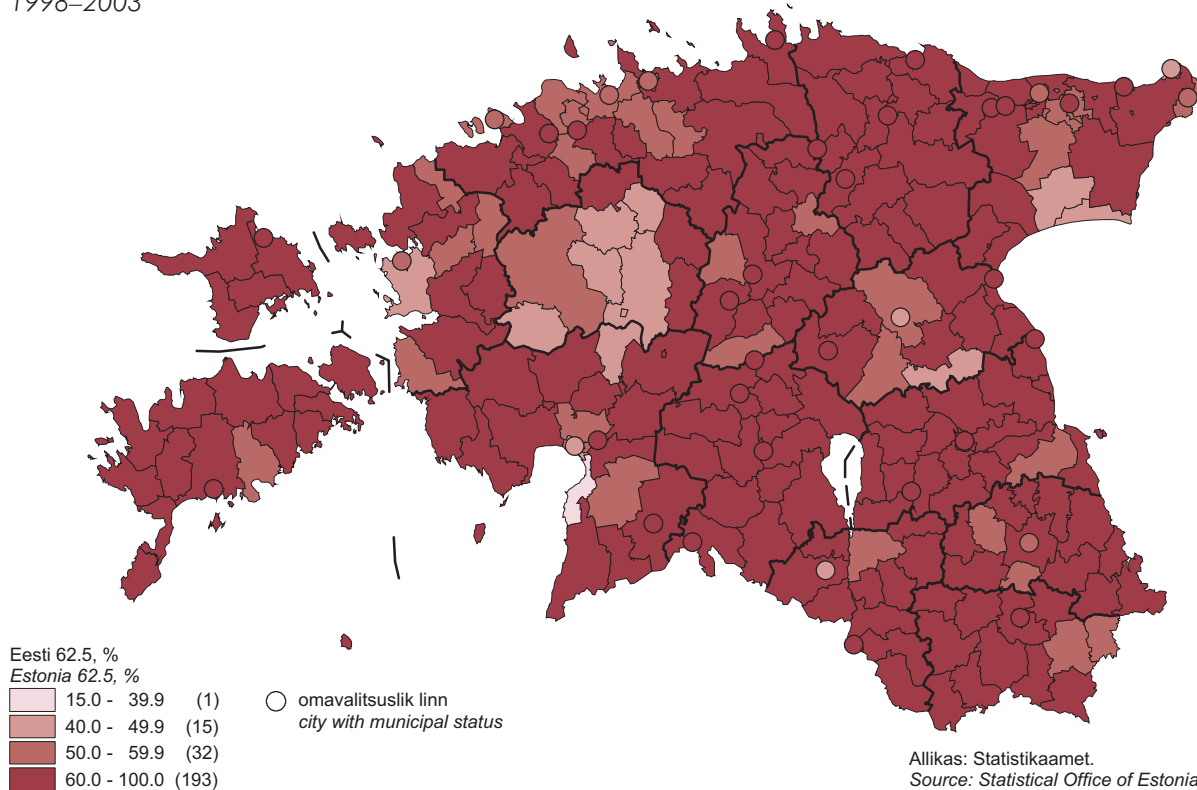 1998–2003
Eesti 62.5, %
Estonia 62.5, %
15.0 - 39.9 (1)
40.0 - 49.9 (15)
50.0 - 59.9 (32)
60.0 - 100.0 (193)
omavalitsuslik linn
city with municipal status
Allikas: Statistikaamet.
Source: Statistical Office of Estonia